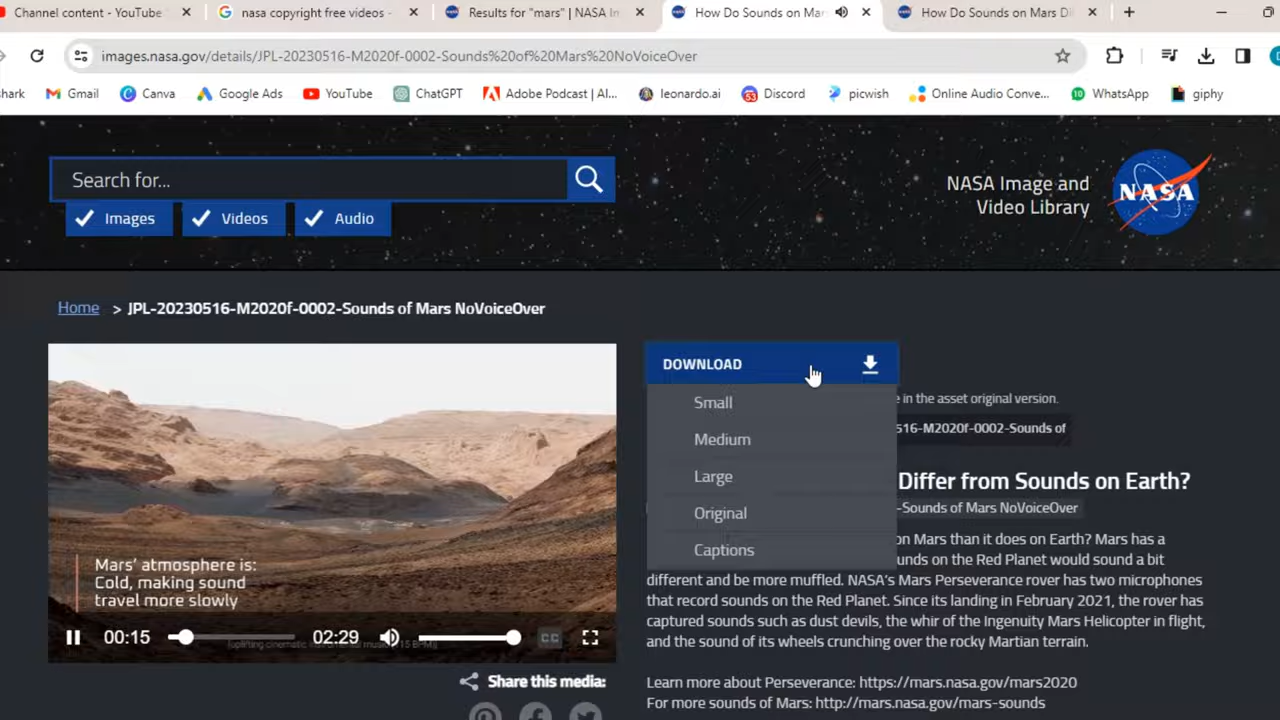 Channel content - YouTube
nasa copyright free videos -
Results for "mars" | NASA In
How Do Sounds on Mar
How Do Sounds on Mars Di
images.nasa.gov/details/JPL-20230516-M2020f-0002-Sounds%20of%20Mars%20NoVoiceOver
hark
Gmail
Canva
Google Ads
YouTube
ChatGPT
Adobe Podcast | AI...
leonardo.ai
Discord
picwish
Online Audio Conve...
WhatsApp
giphy
Search for...
Images
Videos
Audio
NASA Image and
Video Library
NASA
Home > JPL-20230516-M2020f-0002-Sounds of Mars NoVoiceOver
DOWNLOAD
Small
Medium
Large
Original
Captions
e in the asset original version.
516-M2020f-0002-Sounds of
Differ from Sounds on Earth?
-Sounds of Mars NoVoiceOver
on Mars than it does on Earth? Mars has a
unds on the Red Planet would sound a bit
different and be more muffled. NASA's Mars Perseverance rover has two microphones
that record sounds on the Red Planet. Since its landing in February 2021, the rover has
captured sounds such as dust devils, the whir of the Ingenuity Mars Helicopter in flight,
and the sound of its wheels crunching over the rocky Martian terrain.
Learn more about Perseverance: https://mars.nasa.gov/mars2020
For more sounds of Mars: http://mars.nasa.gov/mars-sounds
Mars' atmosphere is:
Cold, making sound
travel more slowly
00:15
02:29
CC
Share this media: